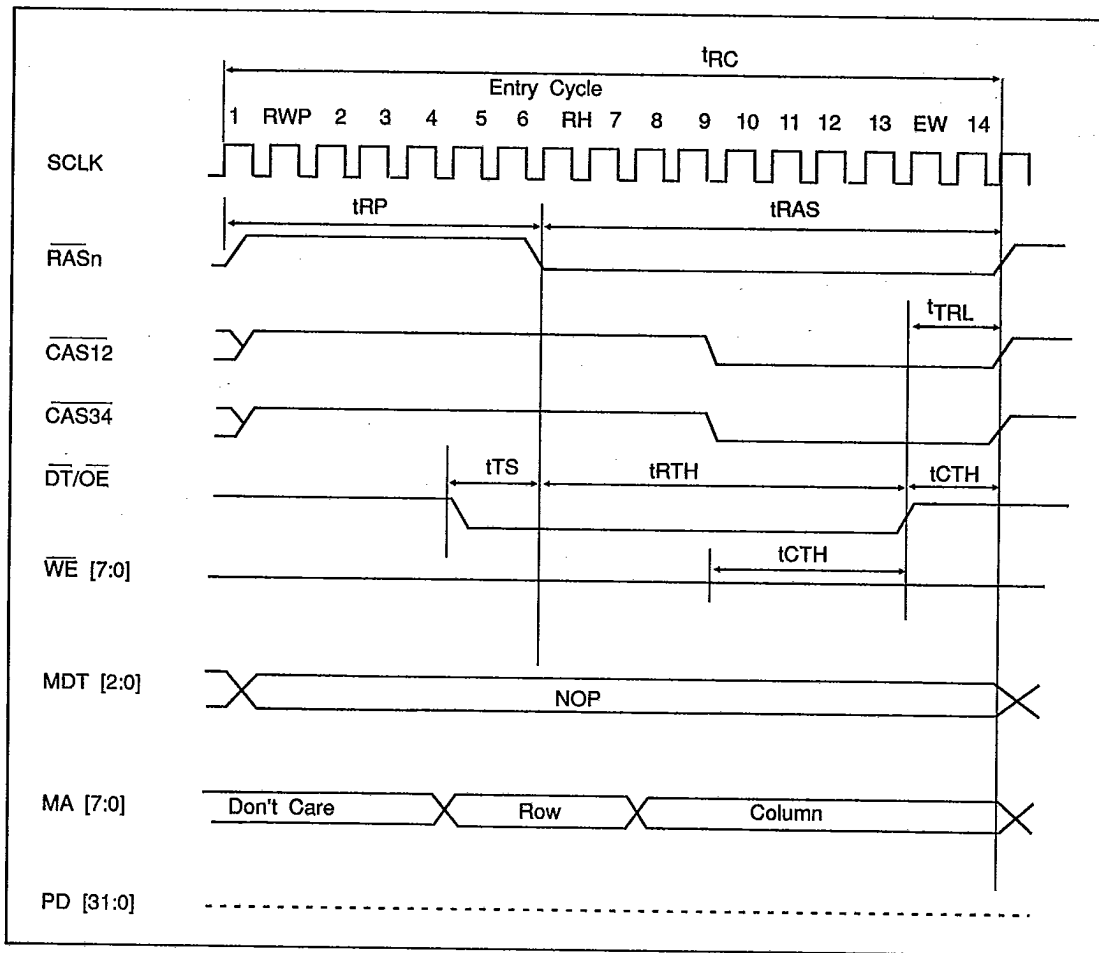 tRC
Entry Cycle
1 RWP 2 3 4 5 6 RH 7 8 9 10 11 12 13 EW 14
SCLK
tRP tRAS
RASn
tTRL
CAS12
CAS34
DT/OE tTS tRTH tCTH
tCTH
WE [7:0]
MDT [2:0] NOP
MA [7:0] Don't Care Row Column
PD [31:0]